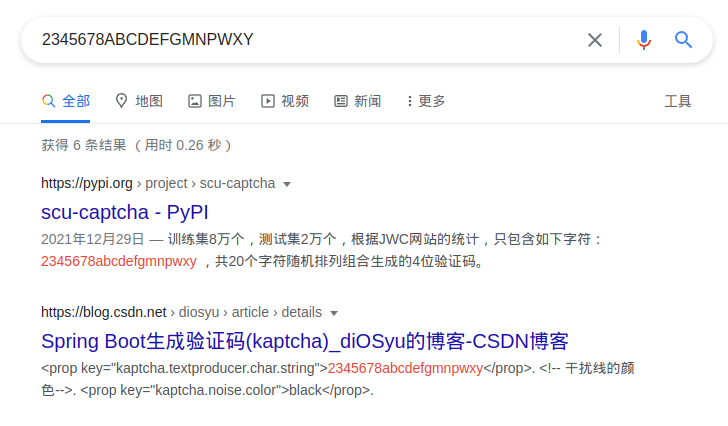 2345678ABCDEFGMNPWXY
全部 地图 图片 视频 新闻 更多 工具
获得 6 条结果 （用时 0.26 秒）
https://pypi.org › project › scu-captcha
scu-captcha - PyPI
2021年12月29日 — 训练集8万个，测试集2万个，根据JWC网站的统计，只包含如下字符：
2345678abcdefgmnpwxy ，共20个字符随机排列组合生成的4位验证码。
https://blog.csdn.net › diosyu › article › details
Spring Boot生成验证码(kaptcha)_diOSyu的博客-CSDN博客
<prop key="kaptcha.textproducer.char.string">2345678abcdefgmnpwxy</prop>. <!-- 干扰线的颜
色-->. <prop key="kaptcha.noise.color">black</prop>.